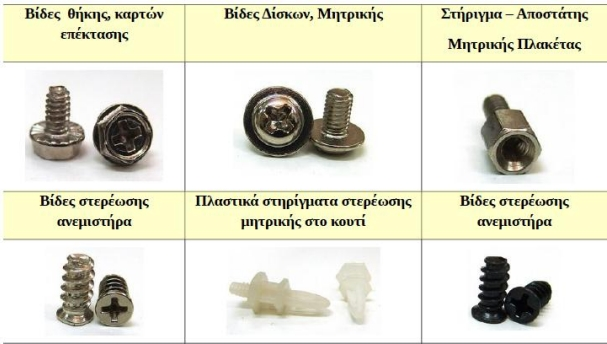 Βίδες θήκης, καρτών
επέκτασης
Βίδες Δίσκων, Μητρικής
Στήριγμα – Αποστάτης
Μητρικής Πλακέτας
Βίδες στερέωσης
ανεμιστήρα
Πλαστικά στηρίγματα στερέωσης
μητρικής στο κουτί
Βίδες στερέωσης
ανεμιστήρα